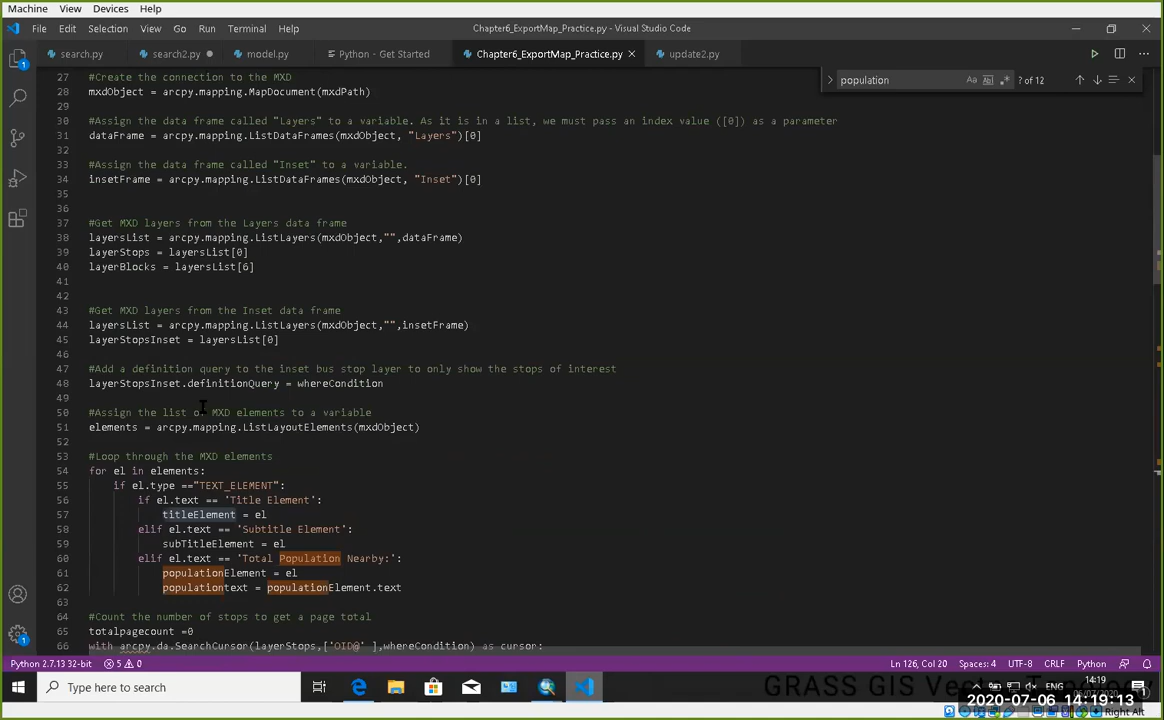 Machine View Devices Help
File Edit Selection View Go Run Terminal Help Chapter6_ExportMap_Practice.py - Visual Studio Code
search.py search2.py model.py Python - Get Started Chapter6_ExportMap_Practice.py update2.py
population Aa Abl .* ? of 12
27 #Create the connection to the MXD
28 mxdObject = arcpy.mapping.MapDocument(mxdPath)
29
30 #Assign the data frame called "Layers" to a variable. As it is in a list, we must pass an index value ([0]) as a parameter
31 dataFrame = arcpy.mapping.ListDataFrames(mxdObject, "Layers")[0]
32
33 #Assign the data frame called "Inset" to a variable.
34 insetFrame = arcpy.mapping.ListDataFrames(mxdObject, "Inset")[0]
35
36
37 #Get MXD layers from the Layers data frame
38 layersList = arcpy.mapping.ListLayers(mxdObject,"",dataFrame)
39 layerStops = layersList[0]
40 layerBlocks = layersList[6]
41
42
43 #Get MXD layers from the Inset data frame
44 layersList = arcpy.mapping.ListLayers(mxdObject,"",insetFrame)
45 layerStopsInset = layersList[0]
46
47 #Add a definition query to the inset bus stop layer to only show the stops of interest
48 layerStopsInset.definitionQuery = whereCondition
49
50 #Assign the list of MXD elements to a variable
51 elements = arcpy.mapping.ListLayoutElements(mxdObject)
52
53 #Loop through the MXD elements
54 for el in elements:
55 if el.type =="TEXT_ELEMENT":
56 if el.text == 'Title Element':
57 titleElement = el
58 elif el.text == 'Subtitle Element':
59 subTitleElement = el
60 elif el.text == 'Total Population Nearby:':
61 populationElement = el
62 populationtext = populationElement.text
63
64 #Count the number of stops to get a page total
65 totalpagecount =0
66 with arcpy.da.SearchCursor(layerStops,['OID@' ],whereCondition) as cursor:
Python 2.7.13 32-bit 5 0 Ln 126, Col 20 Spaces: 4 UTF-8 CRLF Python
Type here to search ENG 14:19
GRASS GIS Vector
2020-07-06 14:19:13
Right Alt